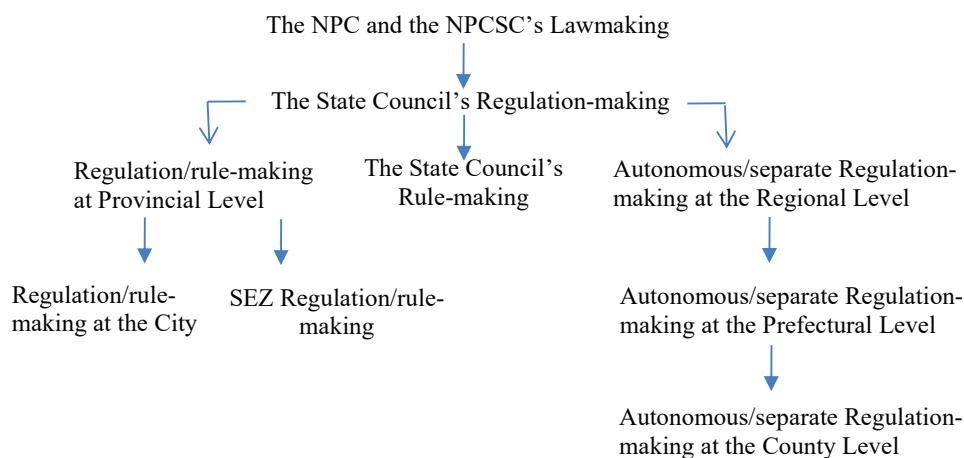 The NPC and the NPCSC's Lawmaking
The State Council's Regulation-making
Regulation/rule-making
at Provincial Level
The State Council's
Rule-making
Autonomous/separate Regulation-
making at the Regional Level
Regulation/rule-
making at the City
SEZ Regulation/rule-
making
Autonomous/separate Regulation-
making at the Prefectural Level
Autonomous/separate Regulation-
making at the County Level